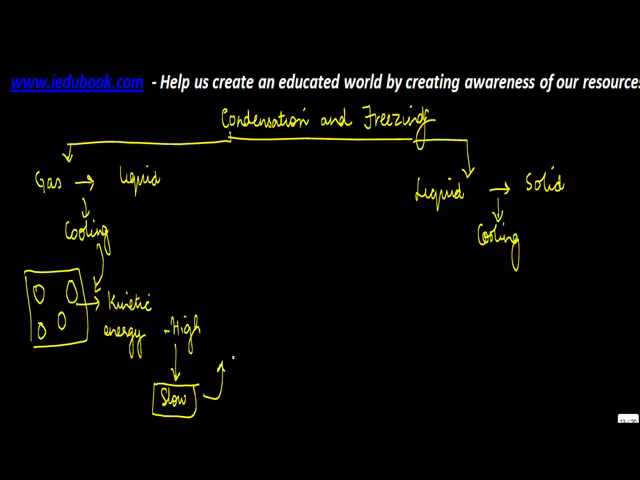 www.iedubook.com - Help us create an educated world by creating awareness of our resources
Condensation and Freezing
Gas → Liquid
Cooling
Kinetic
energy - High
Slow
Liquid → Solid
Cooling